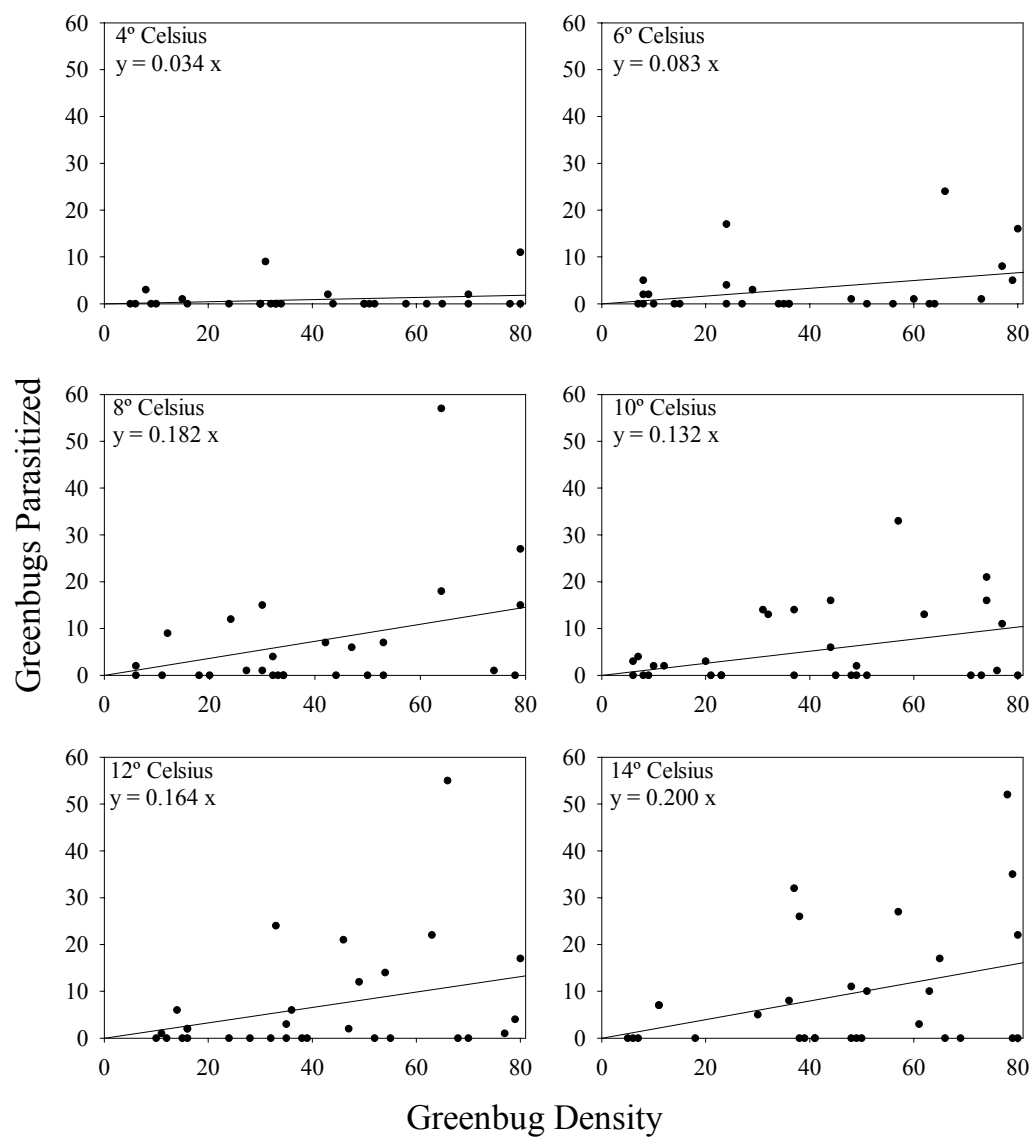 60
50
40
30
20
10
0
4º Celsius
y = 0.034 x
0 20 40 60 80
60
50
40
30
20
10
0
6º Celsius
y = 0.083 x
0 20 40 60 80
Greenbugs Parasitized
60
50
40
30
20
10
0
8º Celsius
y = 0.182 x
0 20 40 60 80
60
50
40
30
20
10
0
10º Celsius
y = 0.132 x
0 20 40 60 80
60
50
40
30
20
10
0
12º Celsius
y = 0.164 x
0 20 40 60 80
60
50
40
30
20
10
0
14º Celsius
y = 0.200 x
0 20 40 60 80
Greenbug Density